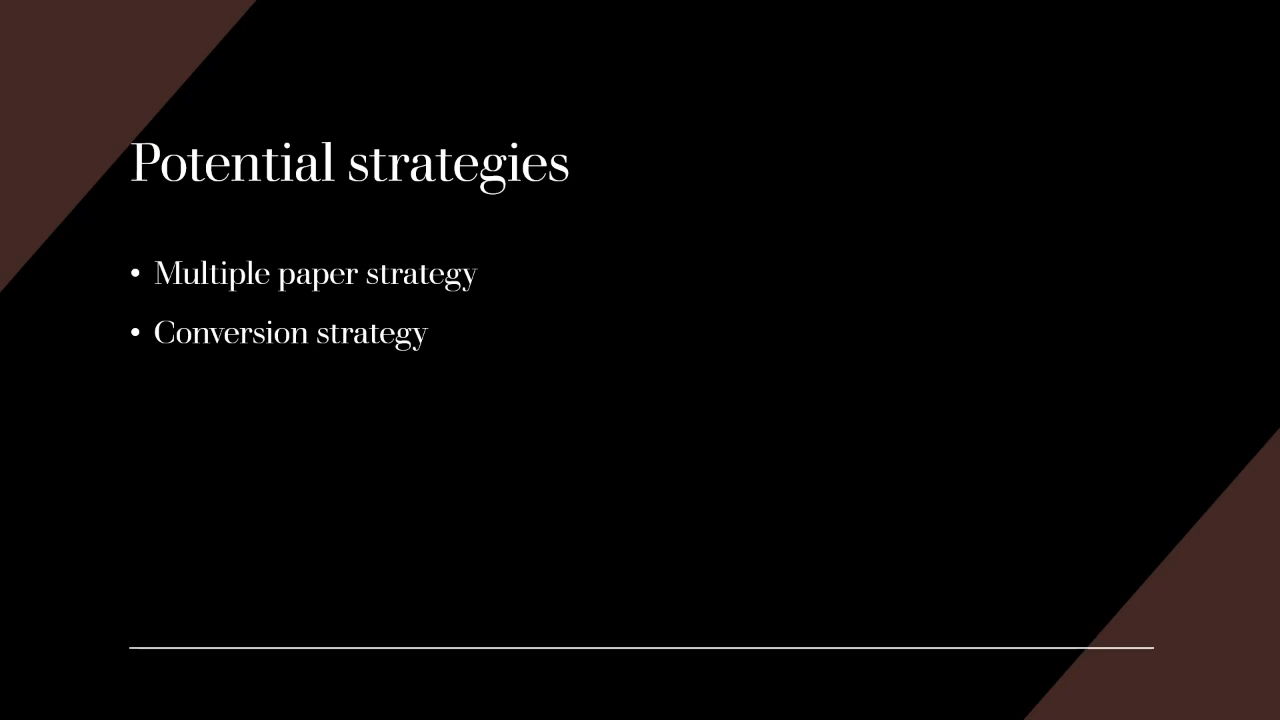 Potential strategies
• Multiple paper strategy
• Conversion strategy